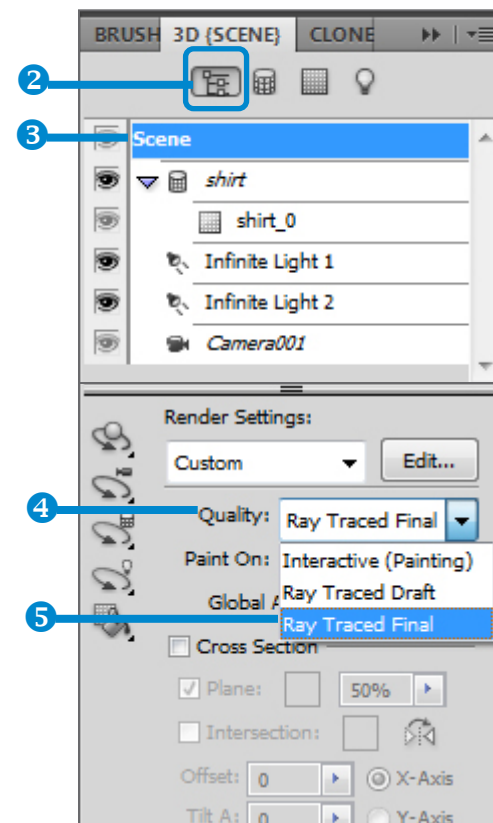 BRUSH 3D {SCENE} CLONE
2
3 Scene
shirt
shirt_0
Infinite Light 1
Infinite Light 2
Camera001
Render Settings:
Custom Edit...
4 Quality: Ray Traced Final
Paint On: Interactive (Painting)
Global A Ray Traced Draft
5 Ray Traced Final
Cross Section
Plane: 50%
Intersection:
Offset: 0 X-Axis
Tilt A: 0 Y-Axis